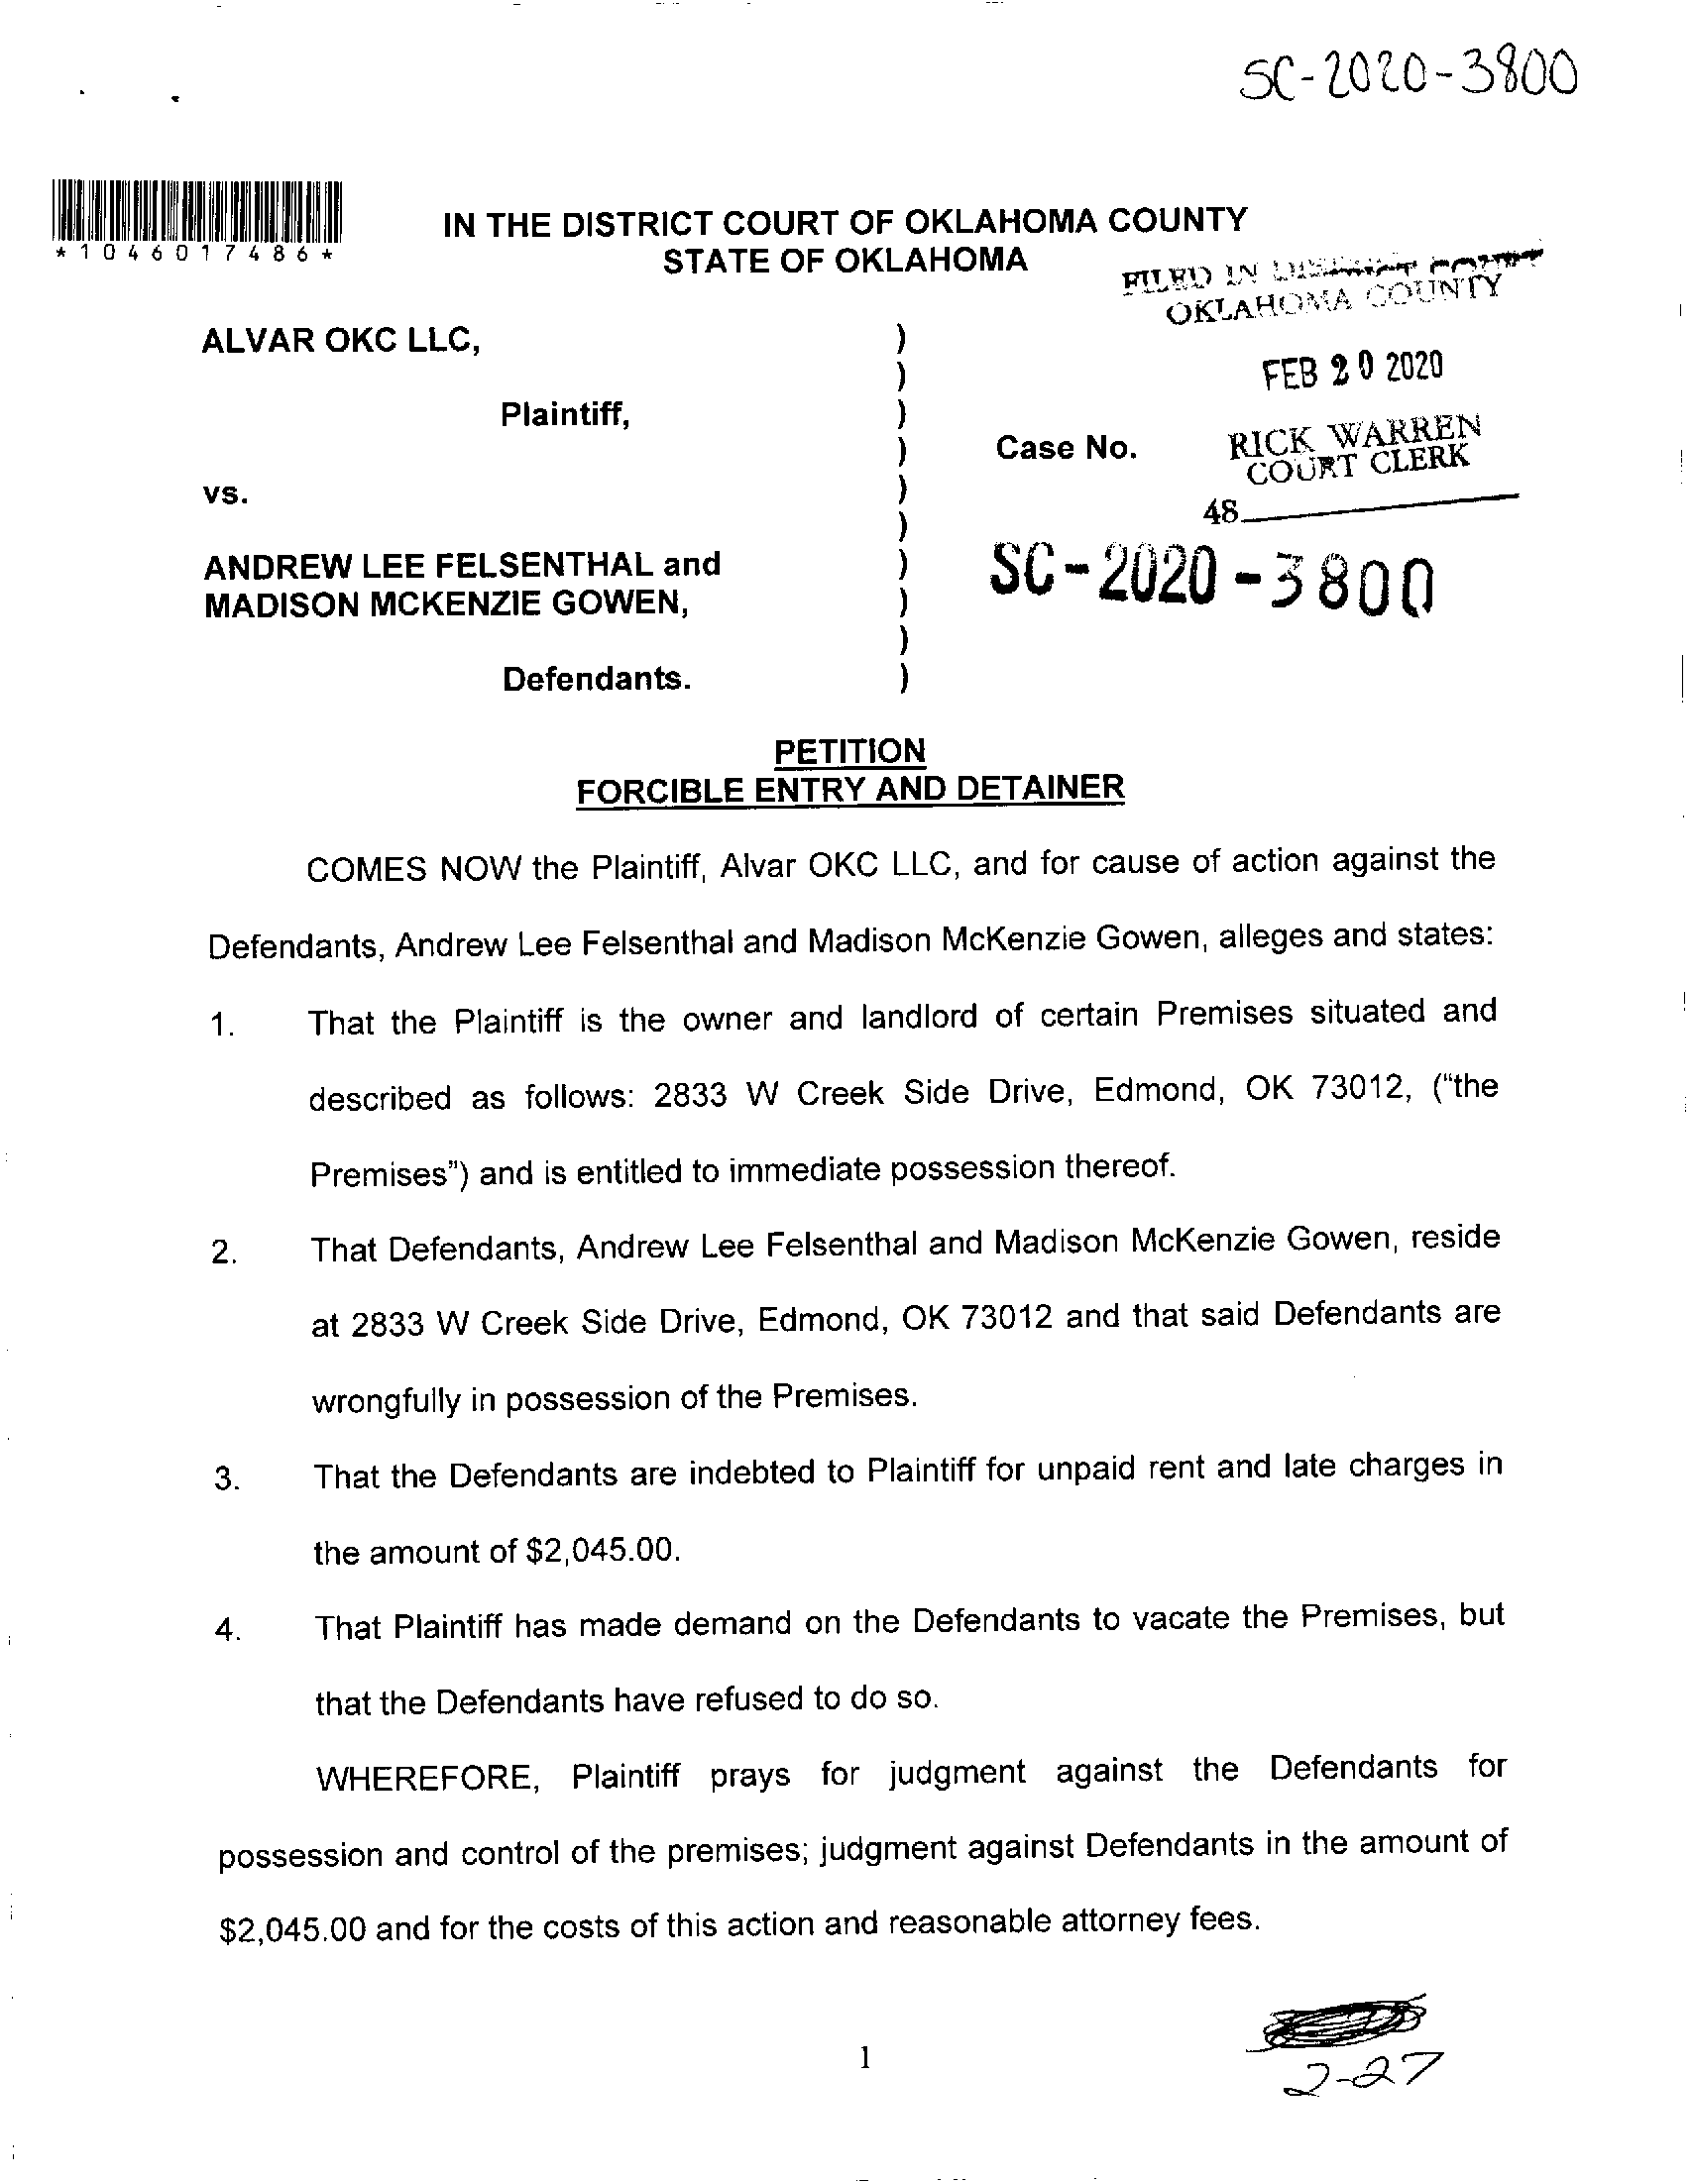 SC-2020-3800
*1046017486*
IN THE DISTRICT COURT OF OKLAHOMA COUNTY
STATE OF OKLAHOMA
FILED IN DISTRICT COURT
OKLAHOMA COUNTY
FEB 20 2020
RICK WARREN
COURT CLERK
48
ALVAR OKC LLC, )
)
Plaintiff, )
) Case No.
vs. )
)
ANDREW LEE FELSENTHAL and ) SC-2020-3800
MADISON MCKENZIE GOWEN, )
)
Defendants. )
PETITION
FORCIBLE ENTRY AND DETAINER
COMES NOW the Plaintiff, Alvar OKC LLC, and for cause of action against the
Defendants, Andrew Lee Felsenthal and Madison McKenzie Gowen, alleges and states:
1. That the Plaintiff is the owner and landlord of certain Premises situated and
described as follows: 2833 W Creek Side Drive, Edmond, OK 73012, (“the
Premises”) and is entitled to immediate possession thereof.
2. That Defendants, Andrew Lee Felsenthal and Madison McKenzie Gowen, reside
at 2833 W Creek Side Drive, Edmond, OK 73012 and that said Defendants are
wrongfully in possession of the Premises.
3. That the Defendants are indebted to Plaintiff for unpaid rent and late charges in
the amount of $2,045.00.
4. That Plaintiff has made demand on the Defendants to vacate the Premises, but
that the Defendants have refused to do so.
WHEREFORE, Plaintiff prays for judgment against the Defendants for
possession and control of the premises; judgment against Defendants in the amount of
$2,045.00 and for the costs of this action and reasonable attorney fees.
1
2-27